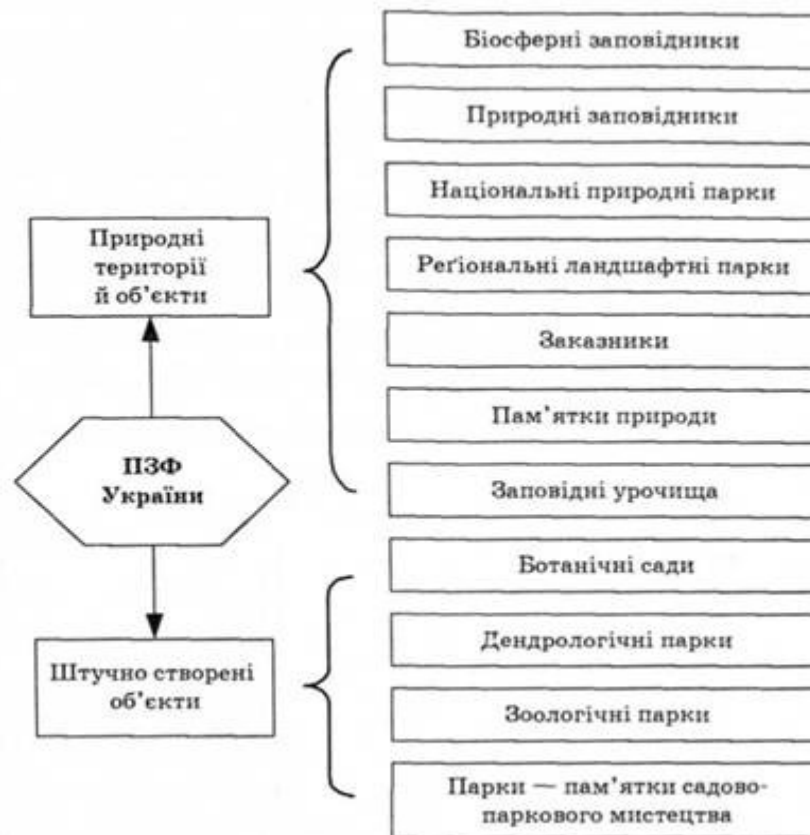 Біосферні заповідники
Природні заповідники
Національні природні парки
Природні
території
й об’єкти
Реґіональні ландшафтні парки
Заказники
Пам’ятки природи
ПЗФ
України
Заповідні урочища
Ботанічні сади
Дендрологічні парки
Штучно створені
об’єкти
Зоологічні парки
Парки — пам’ятки садово-
паркового мистецтва